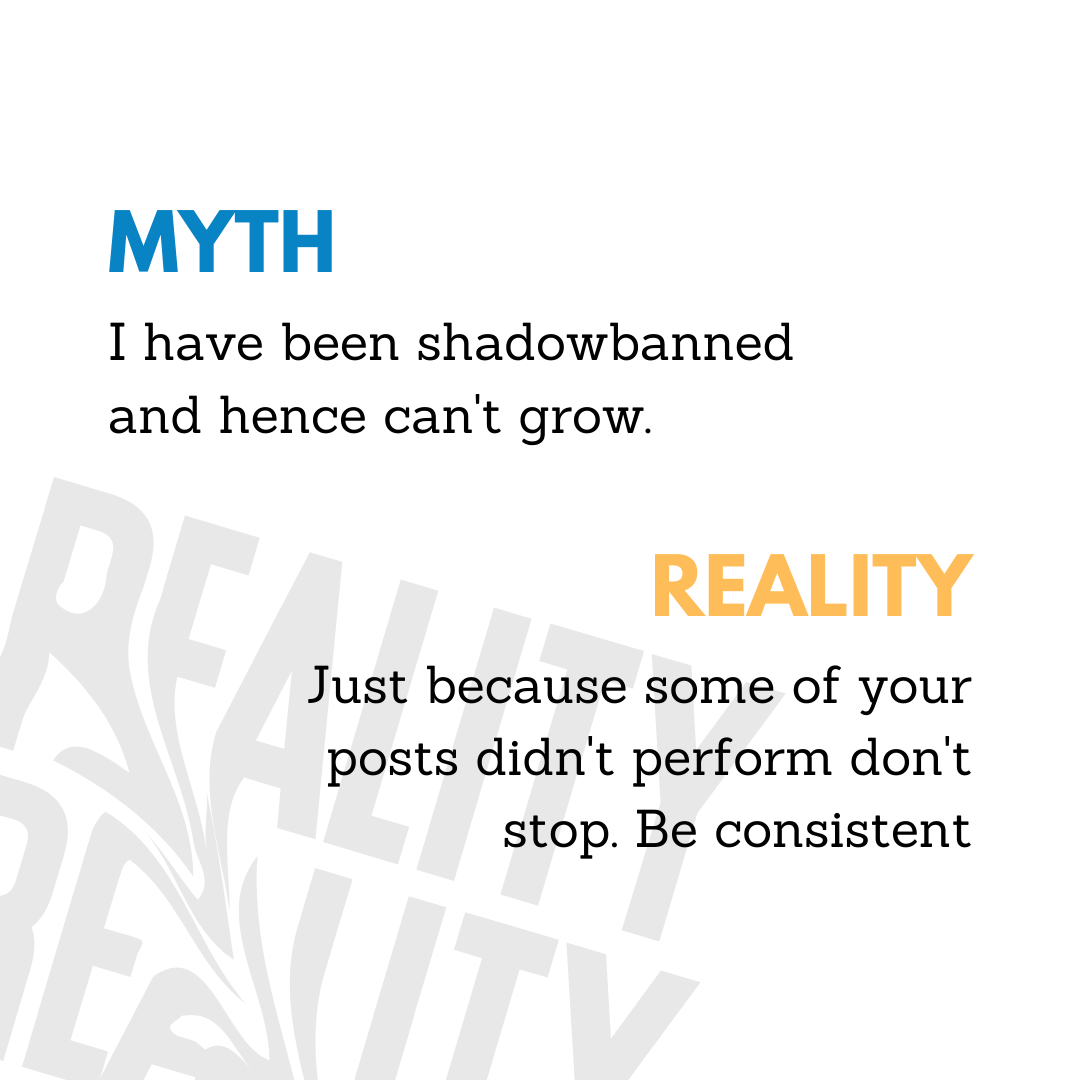 MYTH
I have been shadowbanned
and hence can't grow.
REALITY
Just because some of your
posts didn't perform don't
stop. Be consistent
REALITY
REALITY